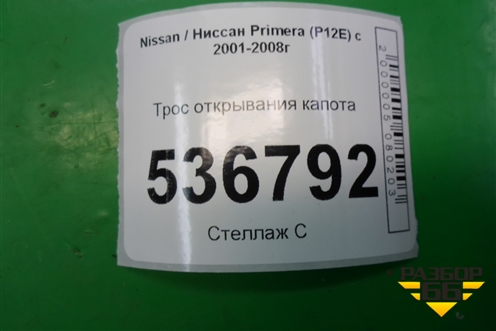 Nissan / Ниссан Primera (P12E) с
2001-2008г
Трос открывания капота
536792
Стеллаж С
2000005080203
РАЗБОР
66